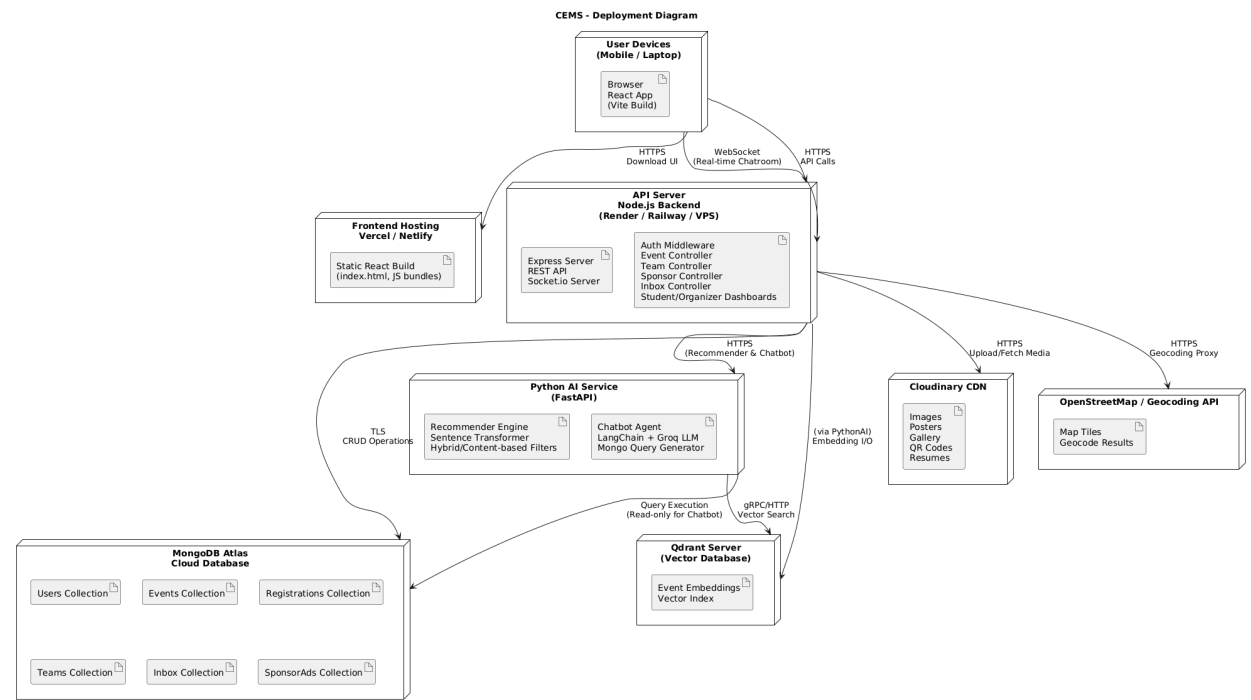 CEMS - Deployment Diagram
User Devices
(Mobile / Laptop)
Browser
React App
(Vite Build)
HTTPS
Download UI
WebSocket
(Real-time Chatroom)
HTTPS
API Calls
API Server
Node.js Backend
(Render / Railway / VPS)
Express Server
REST API
Socket.io Server
Auth Middleware
Event Controller
Team Controller
Sponsor Controller
Inbox Controller
Student/Organizer Dashboards
Frontend Hosting
Vercel / Netlify
Static React Build
(index.html, JS bundles)
HTTPS
(Recommender & Chatbot)
HTTPS
Upload/Fetch Media
HTTPS
Geocoding Proxy
TLS
CRUD Operations
Python AI Service
(FastAPI)
Recommender Engine
Sentence Transformer
Hybrid/Content-based Filters
Chatbot Agent
LangChain + Groq LLM
Mongo Query Generator
(via PythonAI)
Embedding I/O
Cloudinary CDN
Images
Posters
Gallery
QR Codes
Resumes
OpenStreetMap / Geocoding API
Map Tiles
Geocode Results
Query Execution
(Read-only for Chatbot)
gRPC/HTTP
Vector Search
MongoDB Atlas
Cloud Database
Users Collection
Events Collection
Registrations Collection
Teams Collection
Inbox Collection
SponsorAds Collection
Qdrant Server
(Vector Database)
Event Embeddings
Vector Index